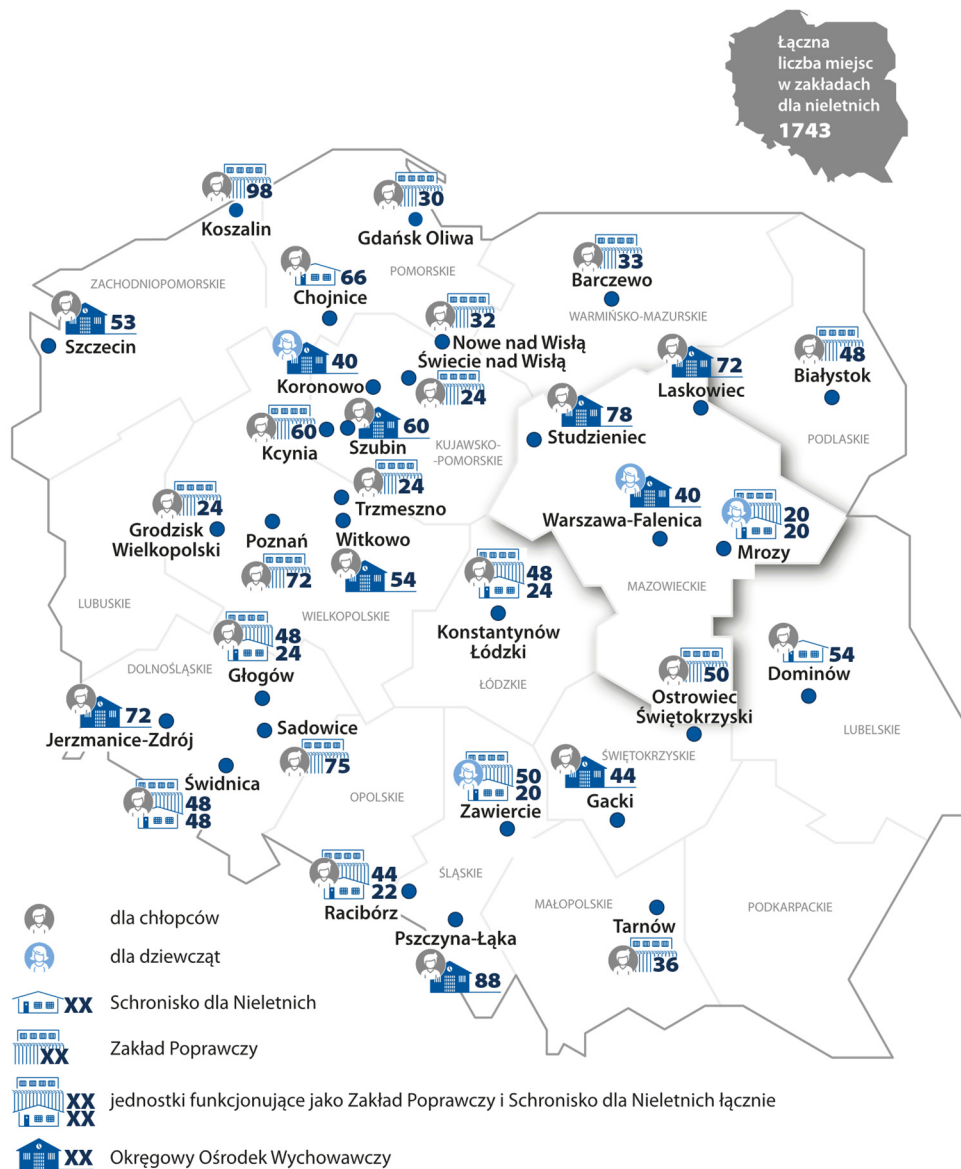 Łączna
liczba miejsc
w zakładach
dla nieletnich
1743
98
Koszalin
30
Gdańsk Oliwa
POMORSKIE
ZACHODNIOPOMORSKIE
66
Chojnice
33
Barczewo
WARMIŃSKO-MAZURSKIE
53
Szczecin
32
Nowe nad Wisłą
Świecie nad Wisłą
24
40
Koronowo
72
Laskowiec
48
Białystok
PODLASKIE
60
Kcynia
60
Szubin
KUJAWSKO-
-POMORSKIE
78
Studzieniec
24
Trzmeszno
24
Grodzisk
Wielkopolski
Poznań
72
Witkowo
54
WIELKOPOLSKIE
LUBUSKIE
40
Warszawa-Falenica
20
20
Mrozy
MAZOWIECKIE
48
24
Konstantynów
Łódzki
ŁÓDZKIE
48
24
Głogów
DOLNOŚLĄSKIE
54
Dominów
LUBELSKIE
50
Ostrowiec
Świętokrzyski
ŚWIĘTOKRZYSKIE
72
Jerzmanice-Zdrój
Sadowice
75
OPOLSKIE
Świdnica
48
48
50
20
Zawiercie
44
Gacki
44
22
Racibórz
ŚLĄSKIE
Pszczyna-Łąka
88
MAŁOPOLSKIE
Tarnów
36
PODKARPACKIE
dla chłopców
dla dziewcząt
XX Schronisko dla Nieletnich
XX Zakład Poprawczy
XX jednostki funkcjonujące jako Zakład Poprawczy i Schronisko dla Nieletnich łącznie
XX
XX Okręgowy Ośrodek Wychowawczy